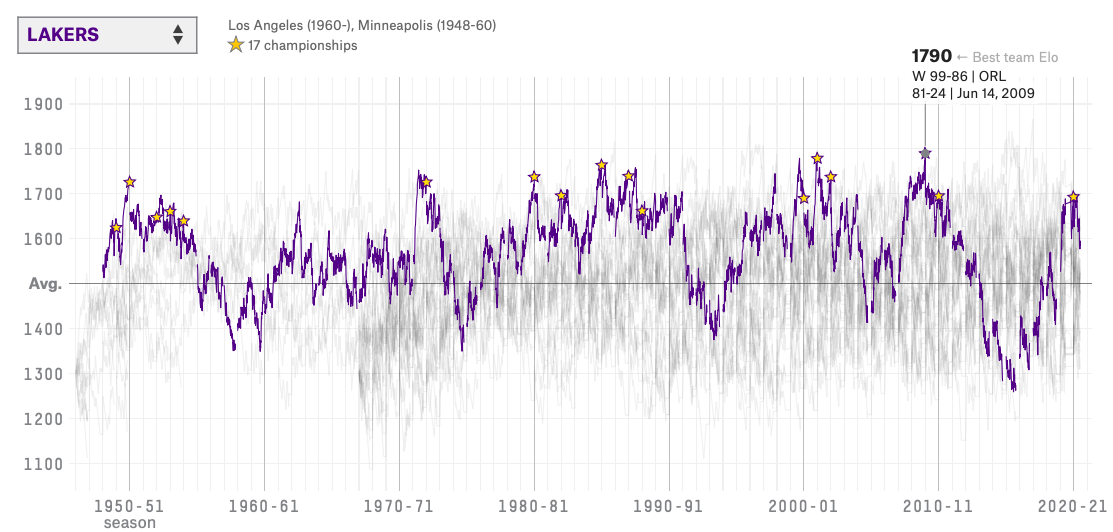 LAKERS
Los Angeles (1960-), Minneapolis (1948-60)
17 championships
1790 ← Best team Elo
W 99-86 | ORL
81-24 | Jun 14, 2009
1900
1800
1700
1600
Avg.
1400
1300
1200
1100
1950-51 1960-61 1970-71 1980-81 1990-91 2000-01 2010-11 2020-21
season